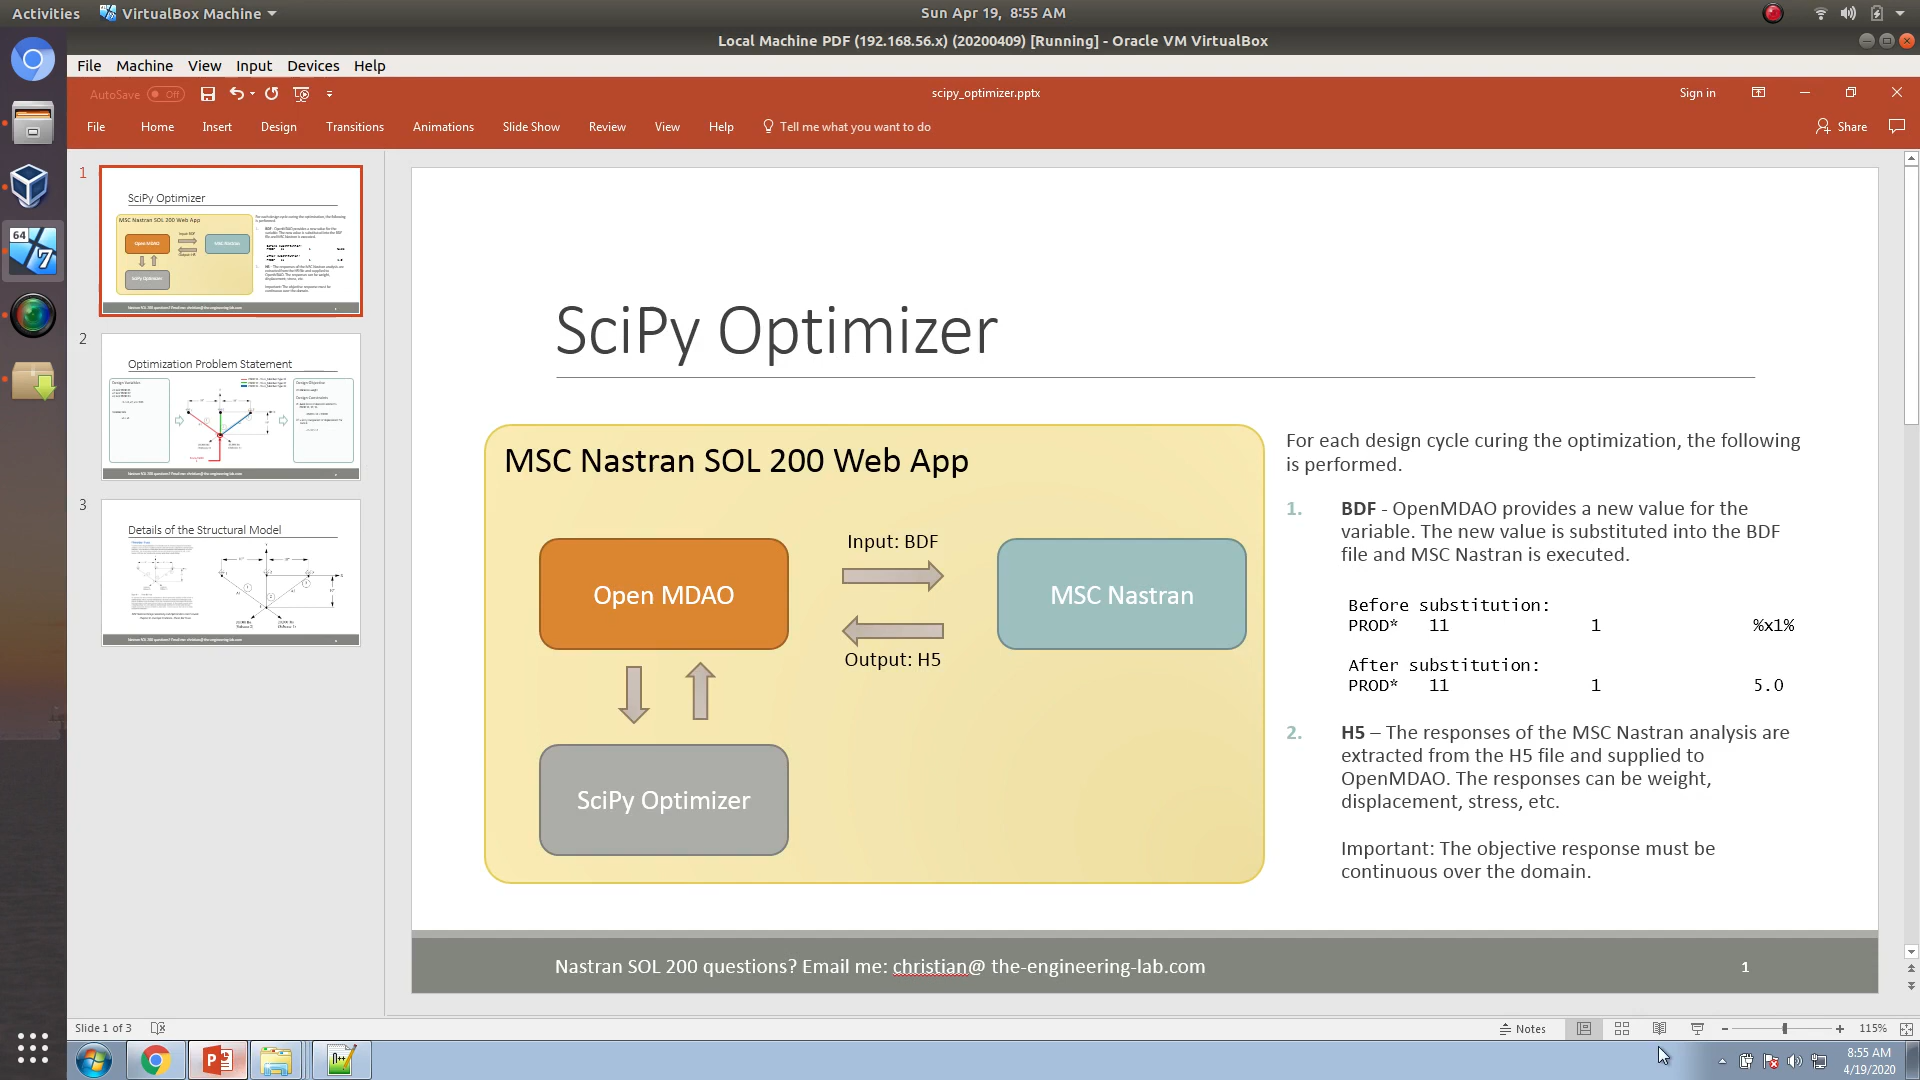 Activities
VirtualBox Machine
Sun Apr 19, 8:55 AM
Local Machine PDF (192.168.56.x) (20200409) [Running] - Oracle VM VirtualBox
File Machine View Input Devices Help
AutoSave Off
scipy_optimizer.pptx
Sign in
File Home Insert Design Transitions Animations Slide Show Review View Help Tell me what you want to do
Share
1
SciPy Optimizer
MSC Nastran SOL 200 Web App
2
Optimization Problem Statement
3
Details of the Structural Model
SciPy Optimizer
MSC Nastran SOL 200 Web App
Open MDAO
Input: BDF
Output: H5
MSC Nastran
SciPy Optimizer
For each design cycle curing the optimization, the following
is performed.
1. BDF - OpenMDAO provides a new value for the
variable. The new value is substituted into the BDF
file and MSC Nastran is executed.
Before substitution:
PROD* 11 1 %x1%
After substitution:
PROD* 11 1 5.0
2. H5 – The responses of the MSC Nastran analysis are
extracted from the H5 file and supplied to
OpenMDAO. The responses can be weight,
displacement, stress, etc.
Important: The objective response must be
continuous over the domain.
Nastran SOL 200 questions? Email me: christian@ the-engineering-lab.com
1
Slide 1 of 3
Notes
115%
8:55 AM
4/19/2020